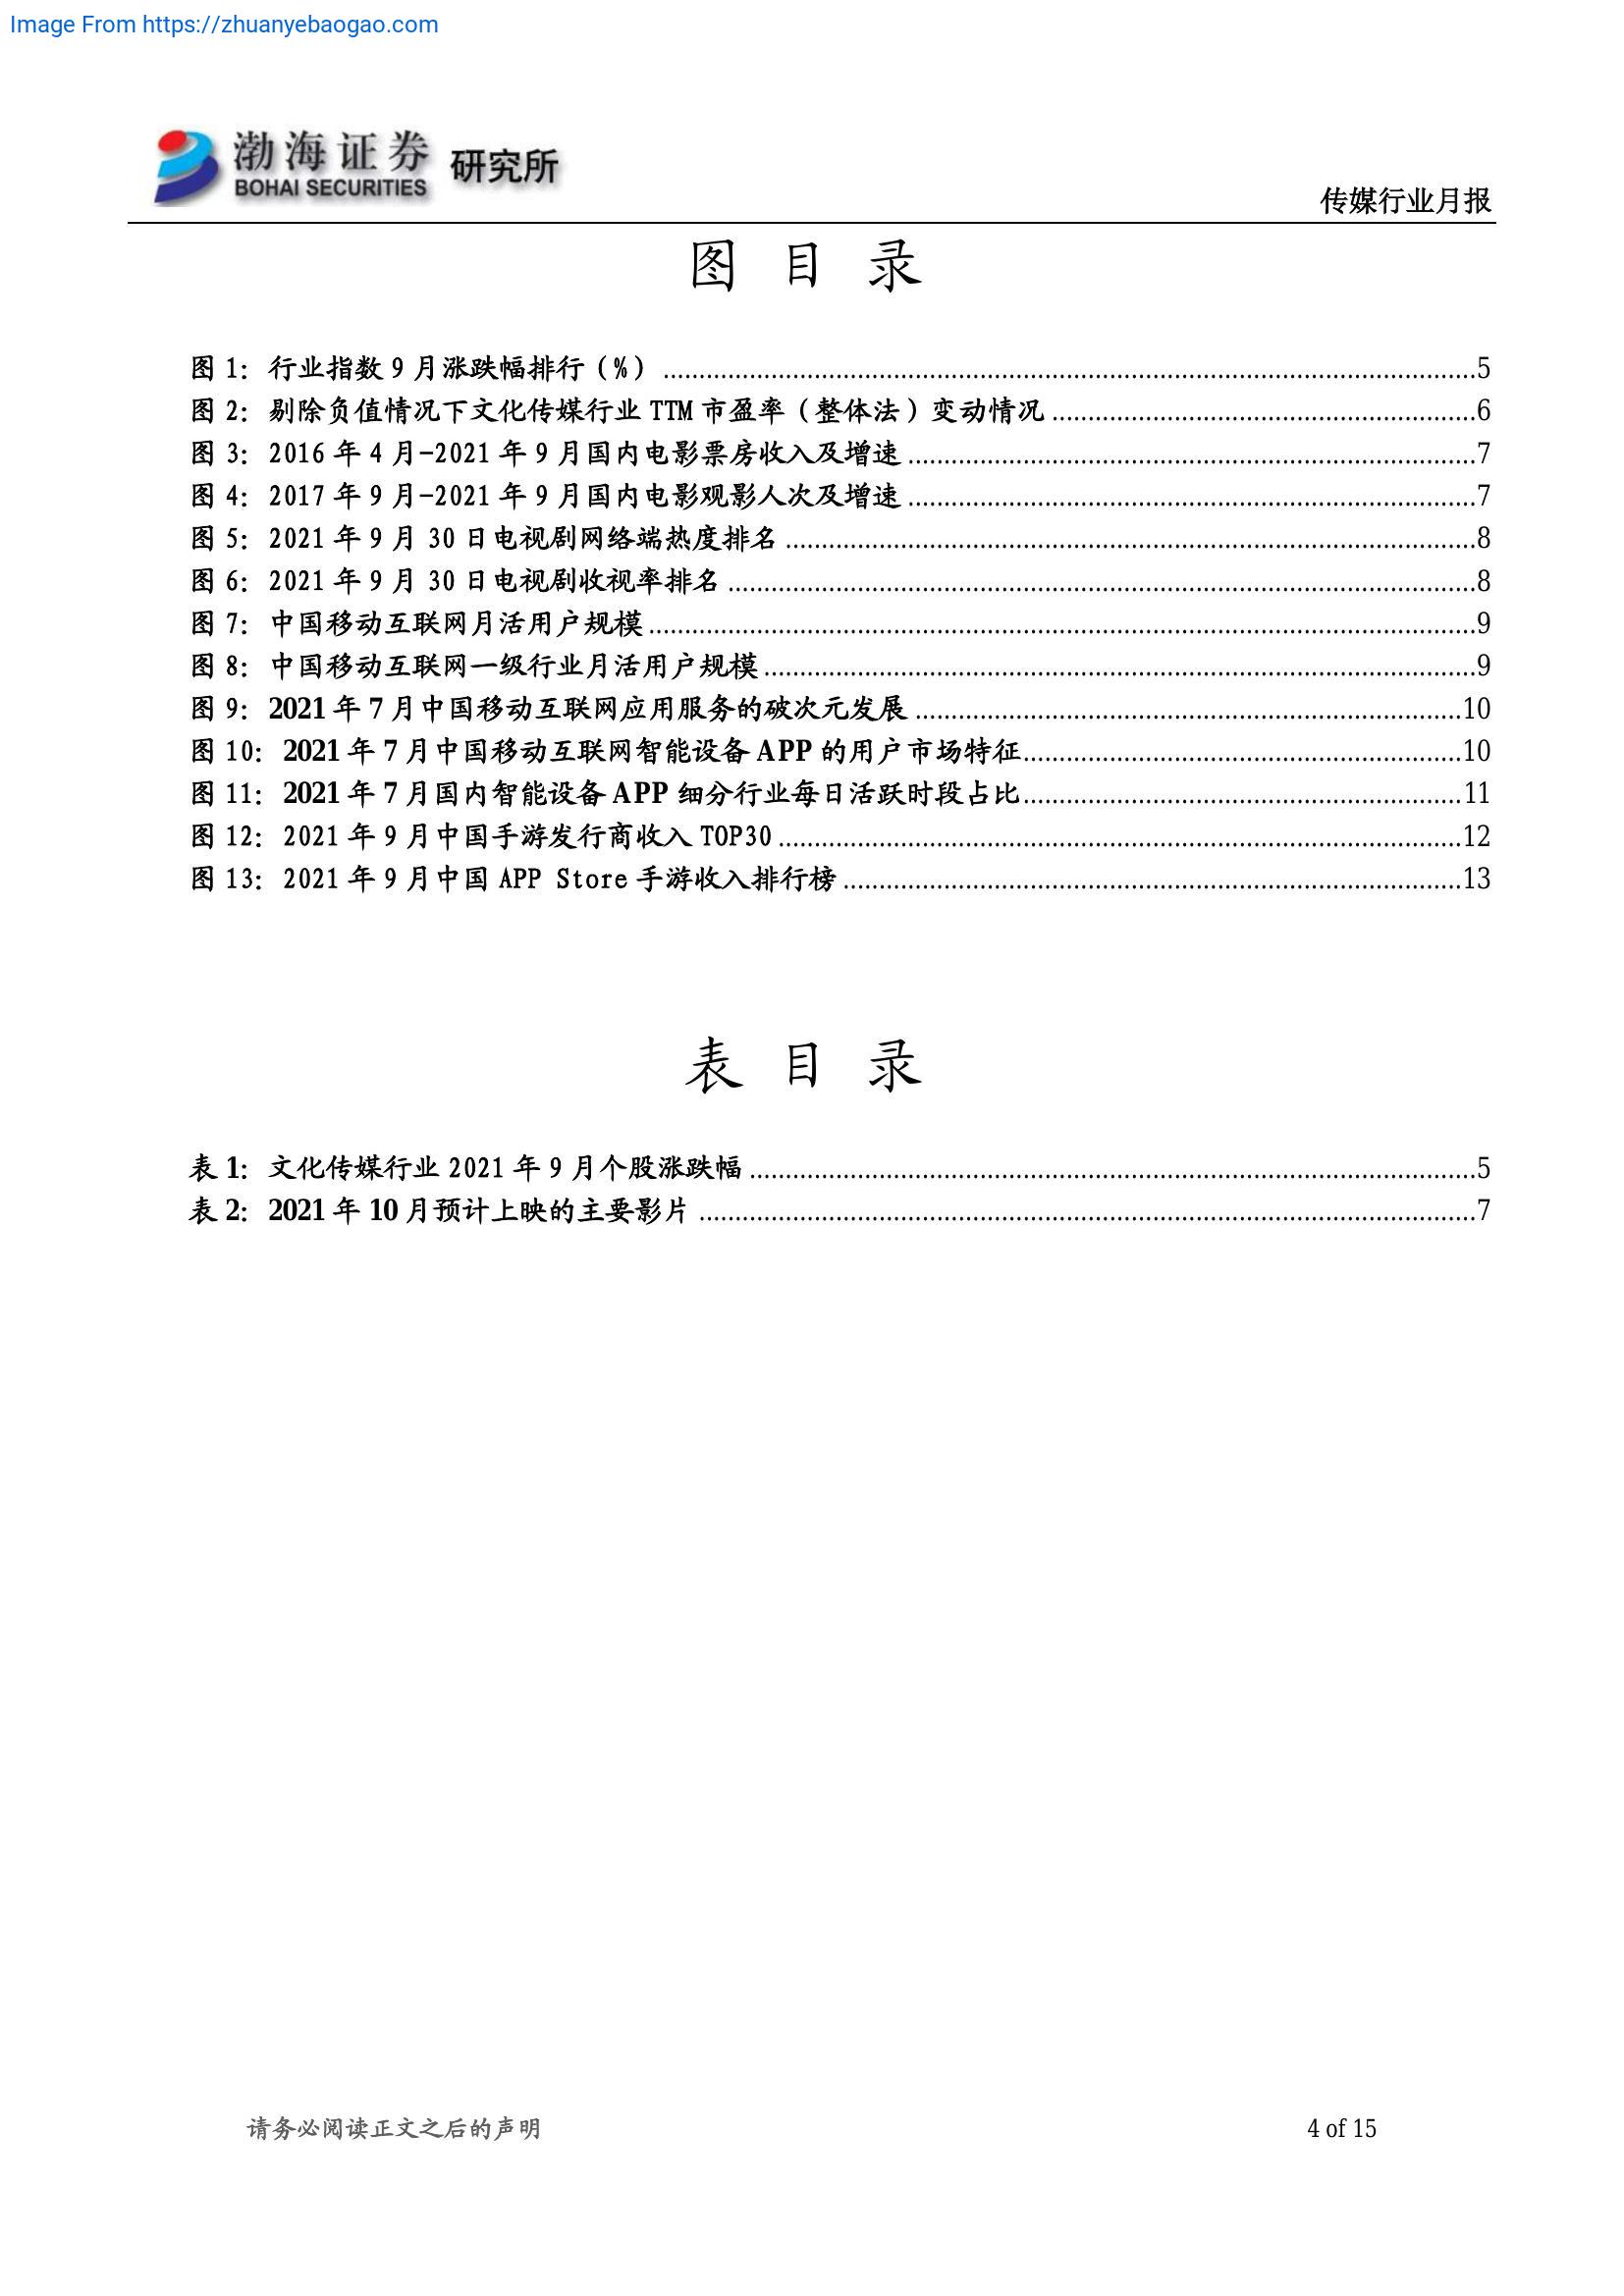 Image From https://zhuanyebaogao.com
渤海证券 研究所
BOHAI SECURITIES
传媒行业月报
图 目 录
图 1：行业指数 9 月涨跌幅排行（%）........5
图 2：剔除负值情况下文化传媒行业 TTM 市盈率（整体法）变动情况........6
图 3：2016 年 4 月-2021 年 9 月国内电影票房收入及增速........7
图 4：2017 年 9 月-2021 年 9 月国内电影观影人次及增速........7
图 5：2021 年 9 月 30 日电视剧网络端热度排名........8
图 6：2021 年 9 月 30 日电视剧收视率排名........8
图 7：中国移动互联网月活用户规模........9
图 8：中国移动互联网一级行业月活用户规模........9
图 9：2021 年 7 月中国移动互联网应用服务的破次元发展........10
图 10：2021 年 7 月中国移动互联网智能设备 APP 的用户市场特征........10
图 11：2021 年 7 月国内智能设备 APP 细分行业每日活跃时段占比........11
图 12：2021 年 9 月中国手游发行商收入 TOP30........12
图 13：2021 年 9 月中国 APP Store 手游收入排行榜........13
表 目 录
表 1：文化传媒行业 2021 年 9 月个股涨跌幅........5
表 2：2021 年 10 月预计上映的主要影片........7
请务必阅读正文之后的声明
4 of 15